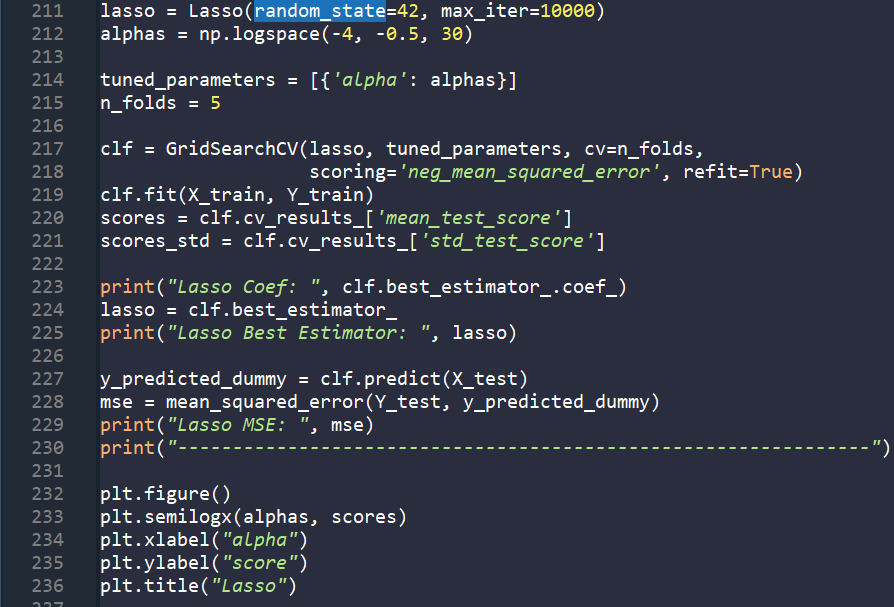 211 lasso = Lasso(random_state=42, max_iter=10000)
212 alphas = np.logspace(-4, -0.5, 30)
213
214 tuned_parameters = [{'alpha': alphas}]
215 n_folds = 5
216
217 clf = GridSearchCV(lasso, tuned_parameters, cv=n_folds,
218                    scoring='neg_mean_squared_error', refit=True)
219 clf.fit(X_train, Y_train)
220 scores = clf.cv_results_['mean_test_score']
221 scores_std = clf.cv_results_['std_test_score']
222
223 print("Lasso Coef: ", clf.best_estimator_.coef_)
224 lasso = clf.best_estimator_
225 print("Lasso Best Estimator: ", lasso)
226
227 y_predicted_dummy = clf.predict(X_test)
228 mse = mean_squared_error(Y_test, y_predicted_dummy)
229 print("Lasso MSE: ", mse)
230 print("---------------------------------------------------------------")
231
232 plt.figure()
233 plt.semilogx(alphas, scores)
234 plt.xlabel("alpha")
235 plt.ylabel("score")
236 plt.title("Lasso")
237